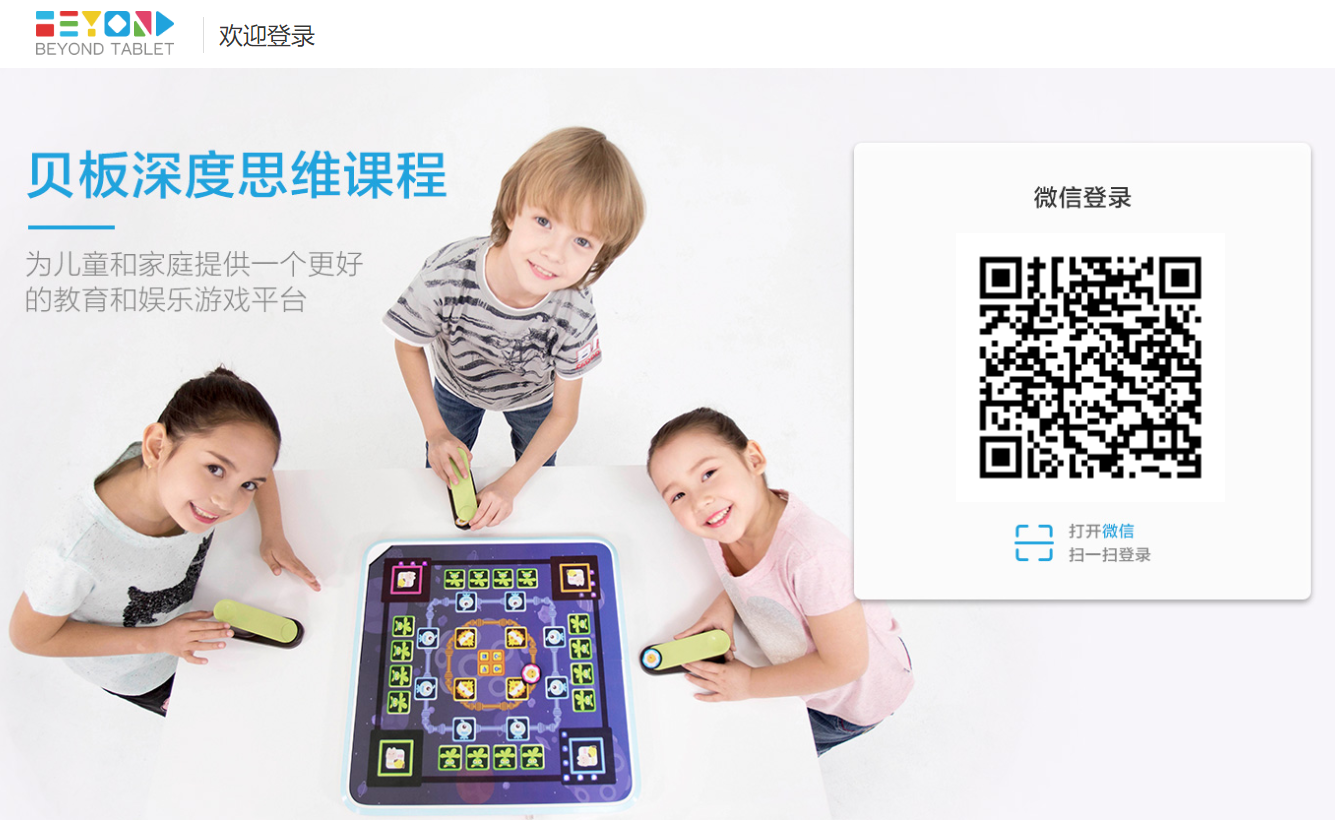 BEYOND
BEYOND TABLET
欢迎登录
贝板深度思维课程
为儿童和家庭提供一个更好
的教育和娱乐游戏平台
微信登录
打开微信
扫一扫登录